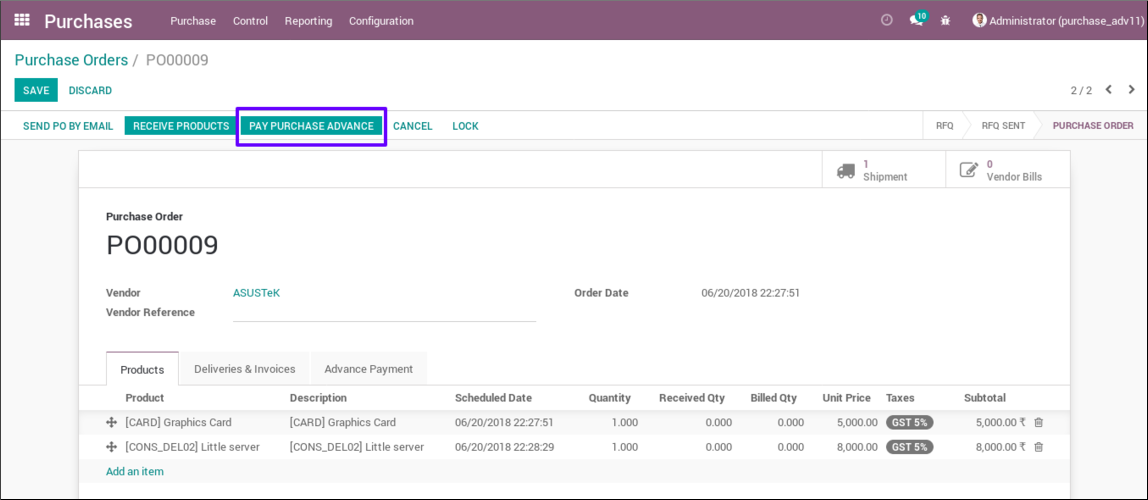 Purchases Purchase Control Reporting Configuration 10 Administrator (purchase_adv11)
Purchase Orders / PO00009
SAVE DISCARD 2 / 2
SEND PO BY EMAIL RECEIVE PRODUCTS PAY PURCHASE ADVANCE CANCEL LOCK RFQ RFQ SENT PURCHASE ORDER
1 Shipment 0 Vendor Bills
Purchase Order
PO00009
Vendor ASUSTeK Order Date 06/20/2018 22:27:51
Vendor Reference
Products Deliveries & Invoices Advance Payment
Product Description Scheduled Date Quantity Received Qty Billed Qty Unit Price Taxes Subtotal
[CARD] Graphics Card [CARD] Graphics Card 06/20/2018 22:27:51 1.000 0.000 0.000 5,000.00 GST 5% 5,000.00 ₹
[CONS_DEL02] Little server [CONS_DEL02] Little server 06/20/2018 22:28:29 1.000 0.000 0.000 8,000.00 GST 5% 8,000.00 ₹
Add an item